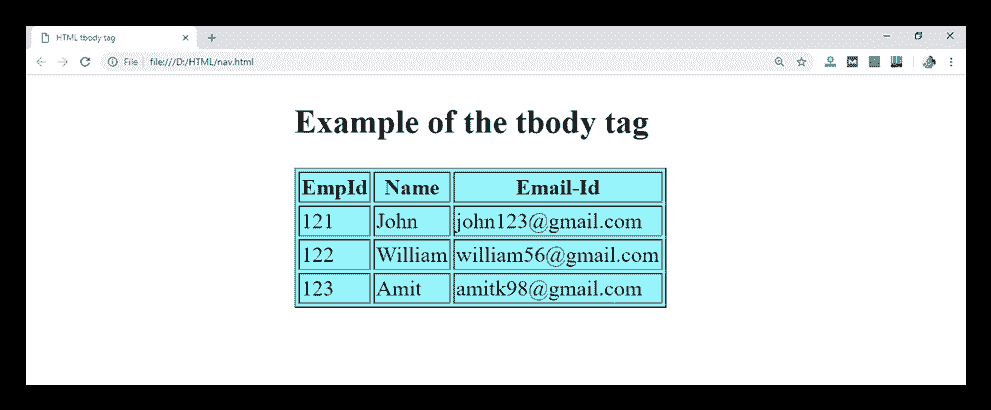 HTML tbody tag
File file:///D:/HTML/nav.html
Example of the tbody tag
EmpId Name Email-Id
121 John john123@gmail.com
122 William william56@gmail.com
123 Amit amitk98@gmail.com